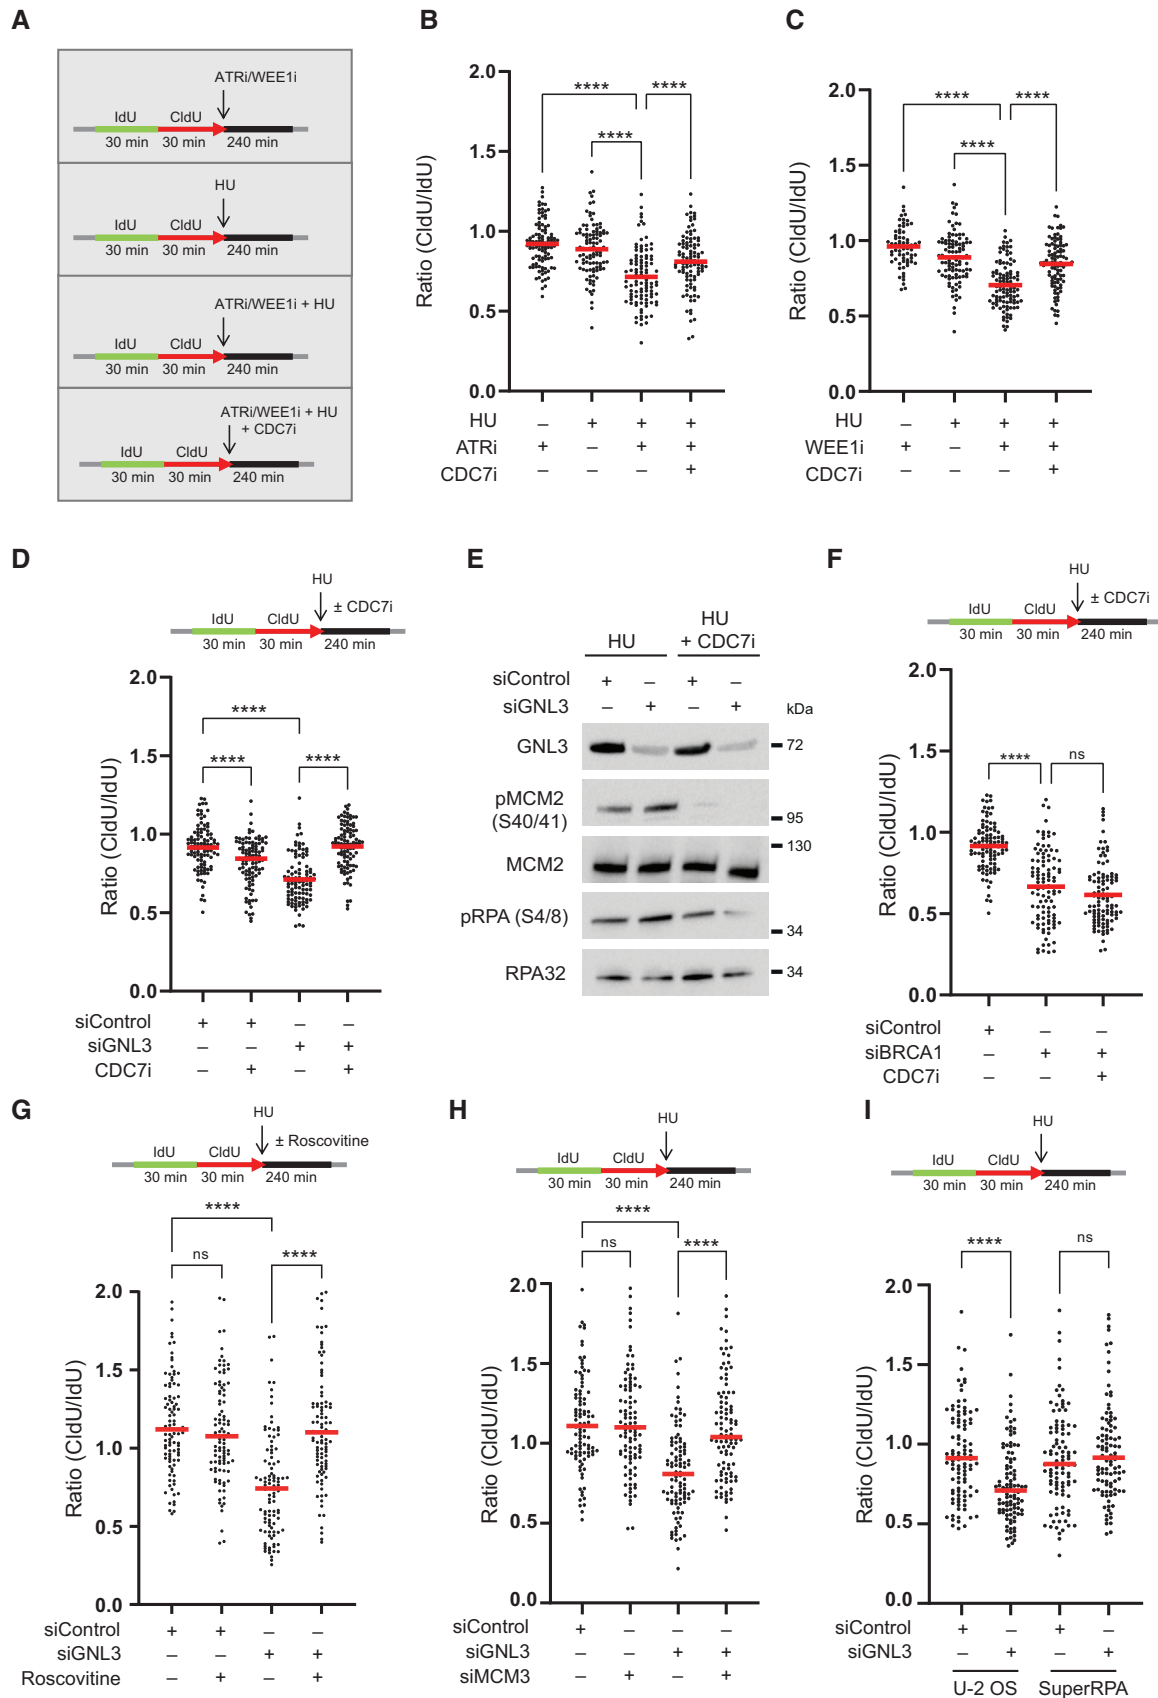 A
ATRi/WEE1i
IdU CldU
30 min 30 min 240 min
HU
IdU CldU
30 min 30 min 240 min
ATRi/WEE1i + HU
IdU CldU
30 min 30 min 240 min
ATRi/WEE1i + HU
+ CDC7i
IdU CldU
30 min 30 min 240 min
B
Ratio (CldU/IdU)
2.0
1.5
1.0
0.5
0.0
**** ****
****
HU – + + +
ATRi + – + +
CDC7i – – – +
C
Ratio (CldU/IdU)
2.0
1.5
1.0
0.5
0.0
**** ****
****
HU – + + +
WEE1i + – + +
CDC7i – – – +
D
HU
± CDC7i
IdU CldU
30 min 30 min 240 min
Ratio (CldU/IdU)
2.0
1.5
1.0
0.5
0.0
****
**** ****
siControl + + – –
siGNL3 – – + +
CDC7i – + – +
E
HU HU
+ CDC7i
siControl + – + –
siGNL3 – + – +
kDa
GNL3 72
pMCM2
(S40/41) 95
130
MCM2
pRPA (S4/8) 34
RPA32 34
F
HU
± CDC7i
IdU CldU
30 min 30 min 240 min
Ratio (CldU/IdU)
2.0
1.5
1.0
0.5
0.0
**** ns
siControl + – –
siBRCA1 – + +
CDC7i – – +
G
HU
± Roscovitine
IdU CldU
30 min 30 min 240 min
Ratio (CldU/IdU)
2.0
1.5
1.0
0.5
0.0
****
ns ****
siControl + + – –
siGNL3 – – + +
Roscovitine – + – +
H
HU
IdU CldU
30 min 30 min 240 min
Ratio (CldU/IdU)
2.0
1.5
1.0
0.5
0.0
****
ns ****
siControl + – – –
siGNL3 – – + +
siMCM3 – + – +
I
HU
IdU CldU
30 min 30 min 240 min
Ratio (CldU/IdU)
2.0
1.5
1.0
0.5
0.0
**** ns
siControl + – + –
siGNL3 – + – +
U-2 OS SuperRPA